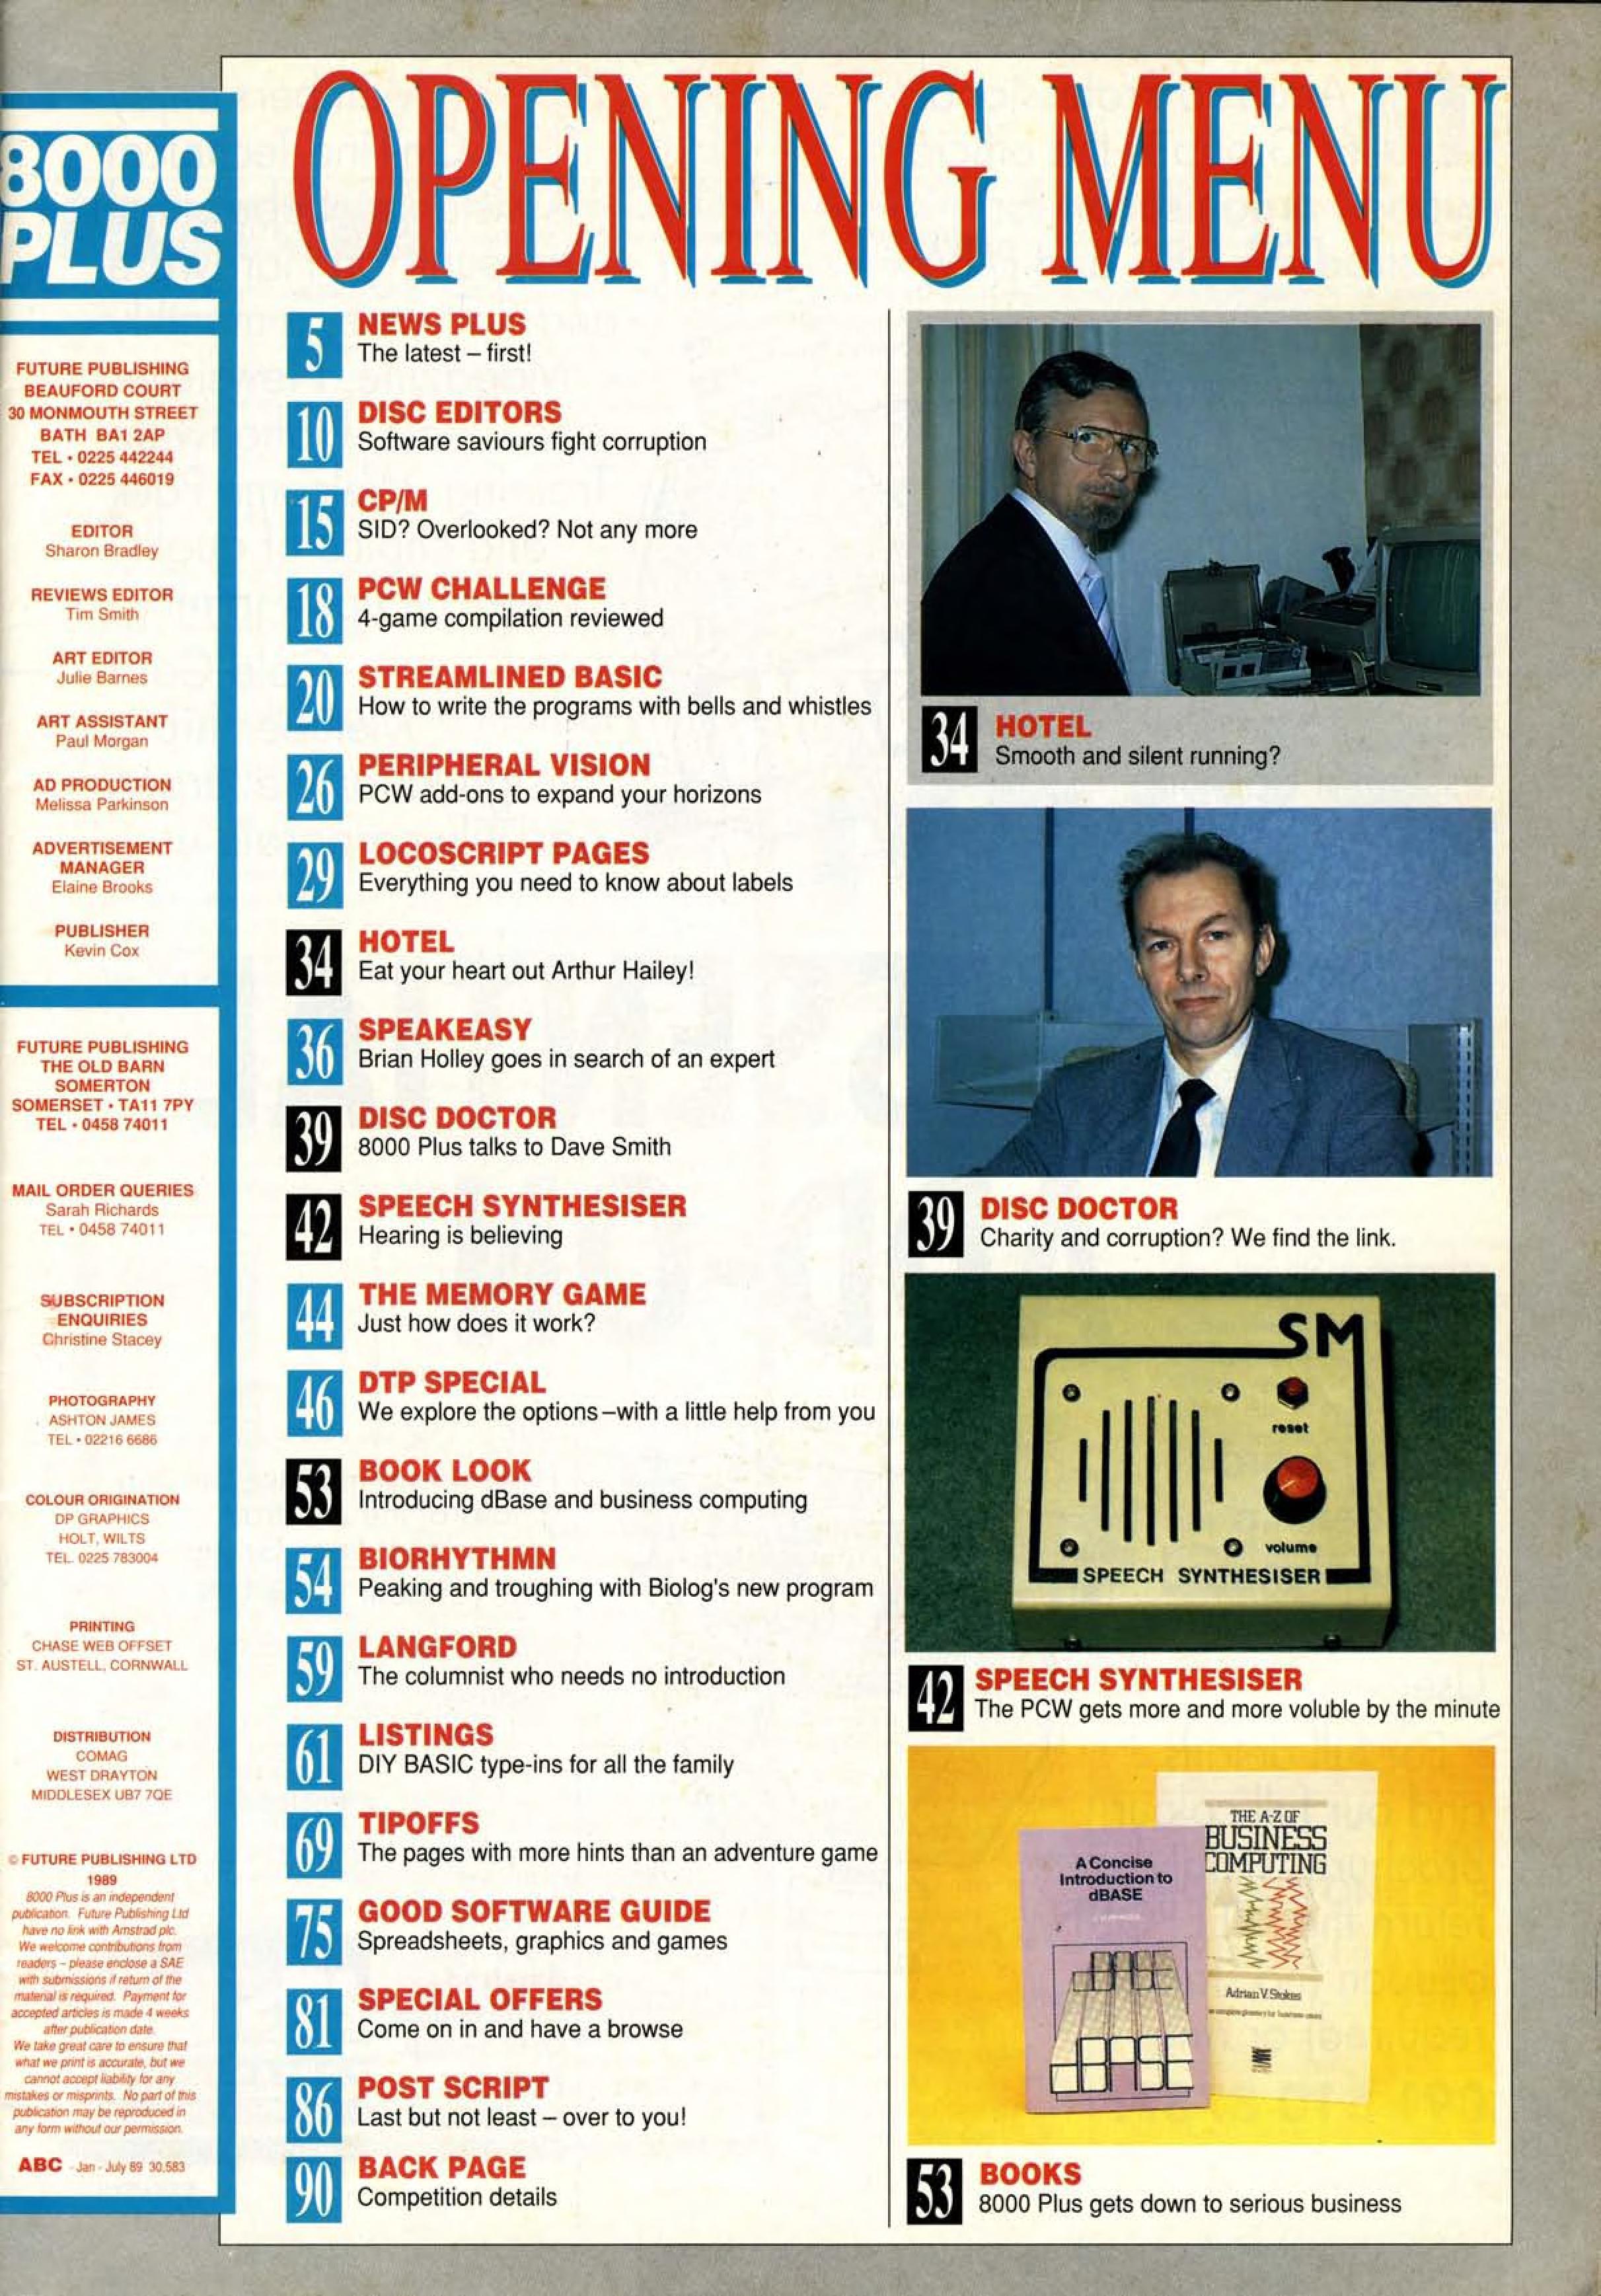 OPENING MENU
8000
PLUS
FUTURE PUBLISHING
BEAUFORD COURT
30 MONMOUTH STREET
BATH BA1 2AP
TEL • 0225 442244
FAX • 0225 446019
EDITOR
Sharon Bradley
REVIEWS EDITOR
Tim Smith
ART EDITOR
Julie Barnes
ART ASSISTANT
Paul Morgan
AD PRODUCTION
Melissa Parkinson
ADVERTISEMENT
MANAGER
Elaine Brooks
PUBLISHER
Kevin Cox
FUTURE PUBLISHING
THE OLD BARN
SOMERTON
SOMERSET • TA11 7PY
TEL • 0458 74011
MAIL ORDER QUERIES
Sarah Richards
TEL • 0458 74011
SUBSCRIPTION
ENQUIRIES
Christine Stacey
PHOTOGRAPHY
ASHTON JAMES
TEL • 02216 6686
COLOUR ORIGINATION
DP GRAPHICS
HOLT, WILTS
TEL. 0225 783004
PRINTING
CHASE WEB OFFSET
ST. AUSTELL, CORNWALL
DISTRIBUTION
COMAG
WEST DRAYTON
MIDDLESEX UB7 7QE
© FUTURE PUBLISHING LTD
1989
8000 Plus is an independent
publication. Future Publishing Ltd
have no link with Amstrad plc.
We welcome contributions from
readers – please enclose a SAE
with submissions if return of the
material is required. Payment for
accepted articles is made 4 weeks
after publication date.
We take great care to ensure that
what we print is accurate, but we
cannot accept liability for any
mistakes or misprints. No part of this
publication may be reproduced in
any form without our permission.
ABC - Jan - July 89 30,583
5 NEWS PLUS
The latest – first!
10 DISC EDITORS
Software saviours fight corruption
15 CP/M
SID? Overlooked? Not any more
18 PCW CHALLENGE
4-game compilation reviewed
20 STREAMLINED BASIC
How to write the programs with bells and whistles
26 PERIPHERAL VISION
PCW add-ons to expand your horizons
29 LOCOSCRIPT PAGES
Everything you need to know about labels
34 HOTEL
Eat your heart out Arthur Hailey!
36 SPEAKEASY
Brian Holley goes in search of an expert
39 DISC DOCTOR
8000 Plus talks to Dave Smith
42 SPEECH SYNTHESISER
Hearing is believing
44 THE MEMORY GAME
Just how does it work?
46 DTP SPECIAL
We explore the options –with a little help from you
53 BOOK LOOK
Introducing dBase and business computing
54 BIORHYTHMN
Peaking and troughing with Biolog's new program
59 LANGFORD
The columnist who needs no introduction
61 LISTINGS
DIY BASIC type-ins for all the family
69 TIPOFFS
The pages with more hints than an adventure game
75 GOOD SOFTWARE GUIDE
Spreadsheets, graphics and games
81 SPECIAL OFFERS
Come on in and have a browse
86 POST SCRIPT
Last but not least – over to you!
90 BACK PAGE
Competition details
34 HOTEL
Smooth and silent running?
39 DISC DOCTOR
Charity and corruption? We find the link.
SM
reset
volume
SPEECH SYNTHESISER
42 SPEECH SYNTHESISER
The PCW gets more and more voluble by the minute
THE A-Z OF
BUSINESS
COMPUTING
Adrian V. Stokes
A Concise
Introduction to
dBASE
dBASE
53 BOOKS
8000 Plus gets down to serious business